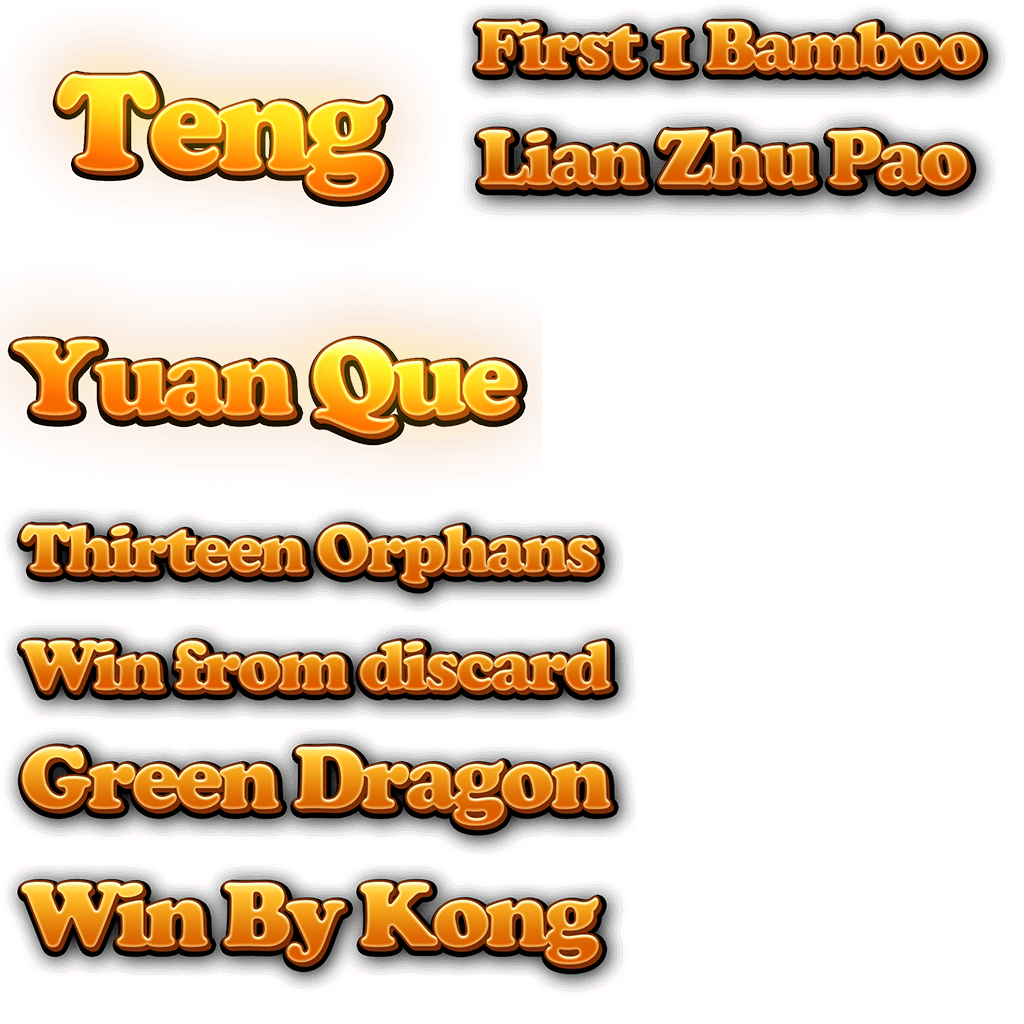 Teng
First 1 Bamboo
Lian Zhu Pao
Yuan Que
Thirteen Orphans
Win from discard
Green Dragon
Win By Kong